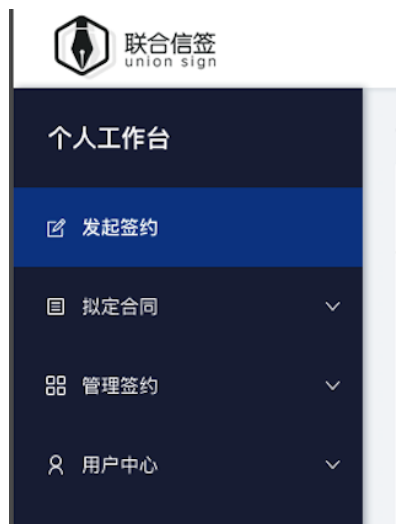 联合信签
union sign
个人工作台
发起签约
拟定合同
管理签约
用户中心